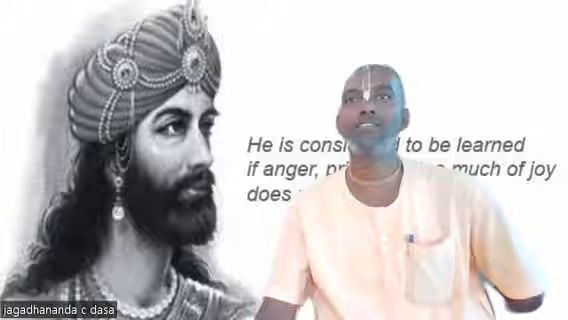 He is to be learned
if anger, much of joy
does
jagadhananda c dasa